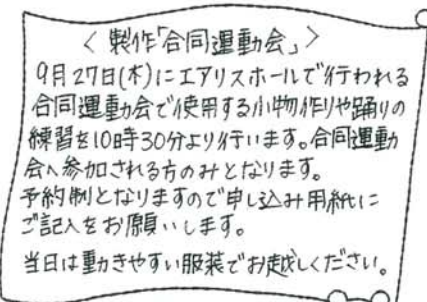 〈製作「合同運動会」〉
9月27日(木)にエアリスホールで行われる
合同運動会で使用する小物作りや踊りの
練習を10時30分より行います。合同運動
会へ参加される方のみとなります。
予約制となりますので申し込み用紙に
ご記入をお願いします。
当日は動きやすい服装でお越しください。